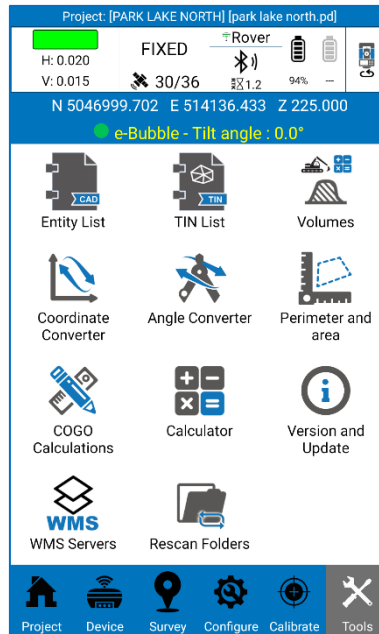 Project: [PARK LAKE NORTH] [park lake north.pd]
H: 0.020
V: 0.015
FIXED
30/36
Rover
1.2
94%
--
N 5046999.702 E 514136.433 Z 225.000
e-Bubble - Tilt angle : 0.0°
CAD
TIN
Entity List
TIN List
Volumes
Coordinate
Converter
Angle Converter
Perimeter and
area
COGO
Calculations
Calculator
Version and
Update
WMS
WMS Servers
Rescan Folders
Project
Device
Survey
Configure
Calibrate
Tools